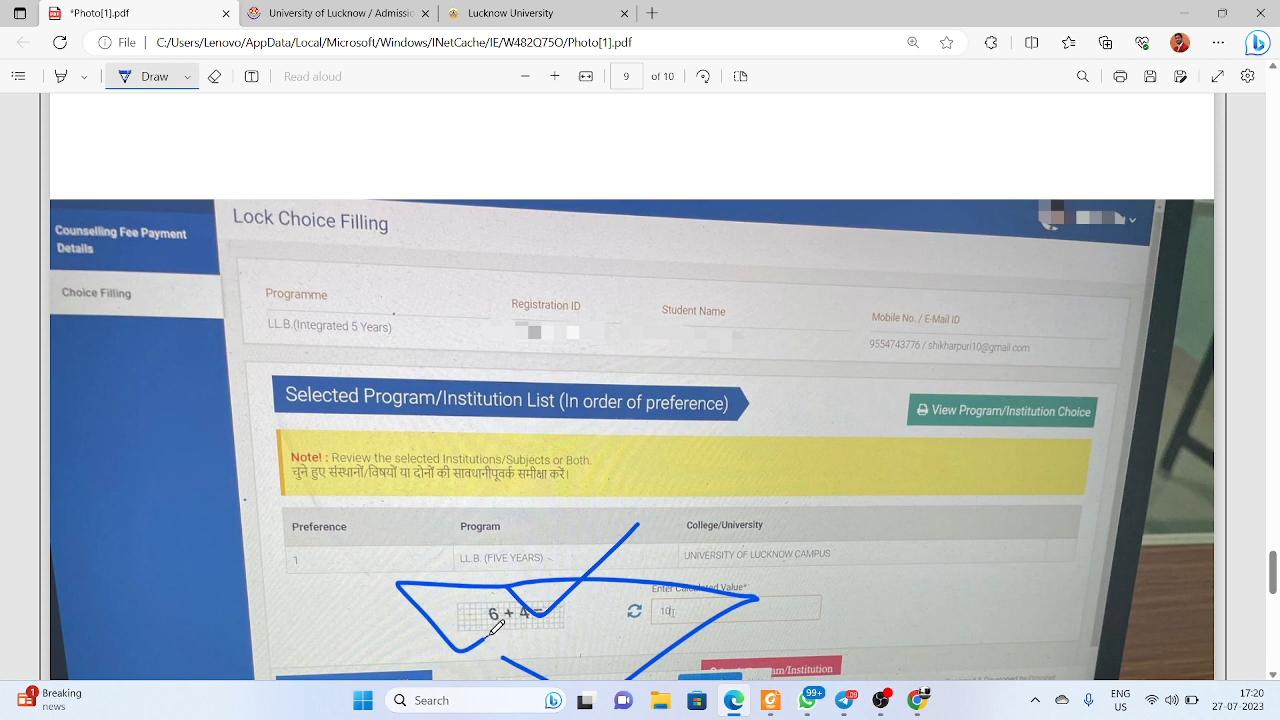 *Photo[1].pdf
University of Lucknow / Admissio
Lucknow University
File C:/Users/Lenovo/AppData/Local/Microsoft/Windows/INetCache/IE/W482Q75O/Photo[1].pdf
Draw
Read aloud
9 of 10
Lock Choice Filling
Counselling Fee Payment
Details
Choice Filling
Programme Registration ID Student Name Mobile No. / E-Mail ID
LL.B.(Integrated 5 Years) 9554743776 / shikharpuri10@gmail.com
Selected Program/Institution List (In order of preference)
View Program/Institution Choice
Note! : Review the selected Institutions/Subjects or Both.
चुने हुए संस्थानों/विषयों या दोनों की सावधानीपूर्वक समीक्षा करें।
Preference Program College/University
1 LL.B. (FIVE YEARS) UNIVERSITY OF LUCKNOW CAMPUS
Enter Calculated Value*
6 + 4 = 10
Breaking
news
1
Search
99+
ENG
US
17:20
27-07-2023